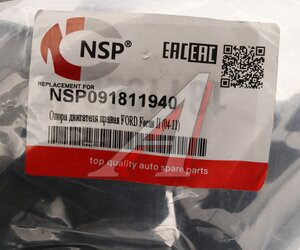 NSP®
EAC EAC
REPLACEMENT FOR
NSP091811940
Опора двигателя правая FORD Focus II (04-11)
top quality auto spare parts